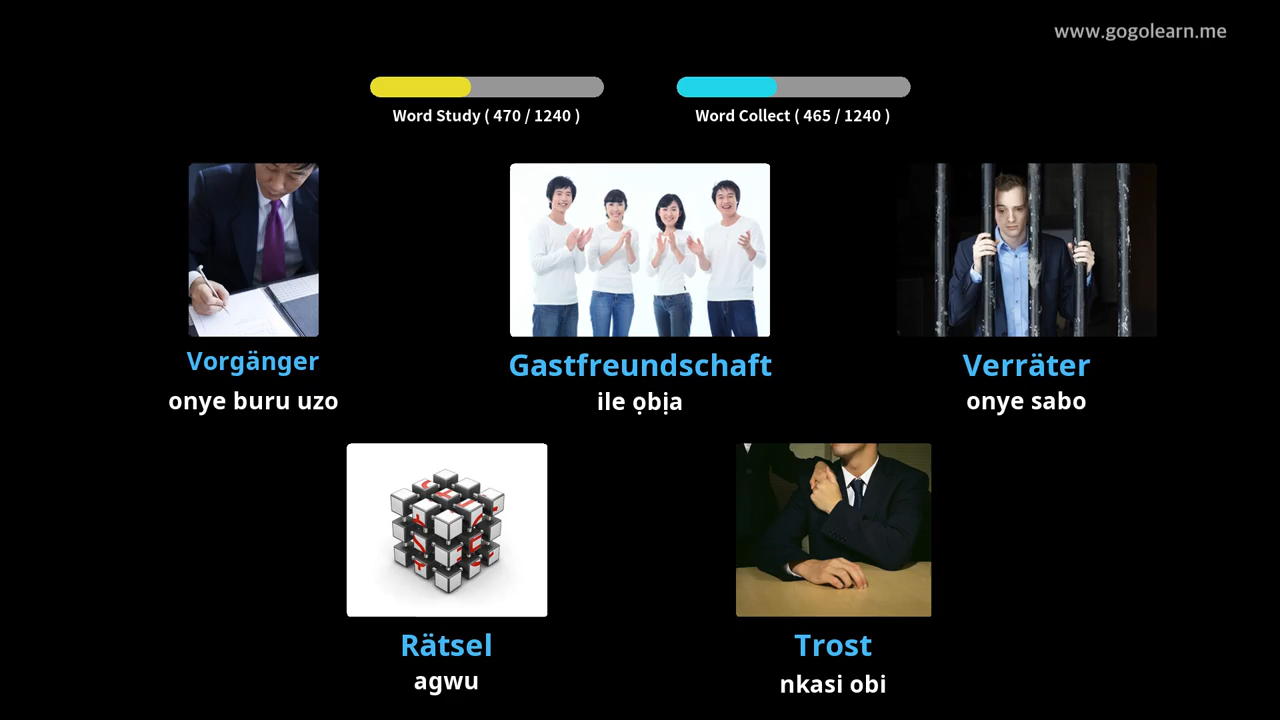 www.gogolearn.me
Word Study ( 470 / 1240 )
Word Collect ( 465 / 1240 )
Vorgänger
onye buru uzo
Gastfreundschaft
ile ọbịa
Verräter
onye sabo
Rätsel
agwu
Trost
nkasi obi